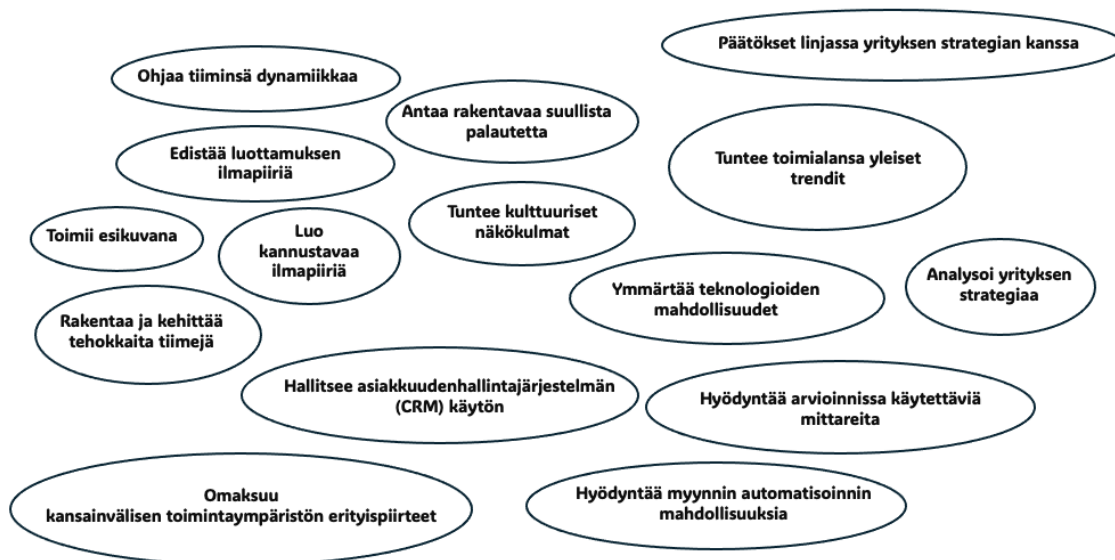 Päätökset linjassa yrityksen strategian kanssa
Ohjaa tiiminsä dynamiikkaa
Antaa rakentavaa suullista
palautetta
Edistää luottamuksen
ilmapiiriä
Tuntee toimialansa yleiset
trendit
Tuntee kulttuuriset
näkökulmat
Toimii esikuvana
Luo
kannustavaa
ilmapiiriä
Ymmärtää teknologioiden
mahdollisuudet
Analysoi yrityksen
strategiaa
Rakentaa ja kehittää
tehokkaita tiimejä
Hallitsee asiakkuudenhallintajärjestelmän
(CRM) käytön
Hyödyntää arvioinnissa käytettäviä
mittareita
Omaksuu
kansainvälisen toimintaympäristön erityispiirteet
Hyödyntää myynnin automatisoinnin
mahdollisuuksia